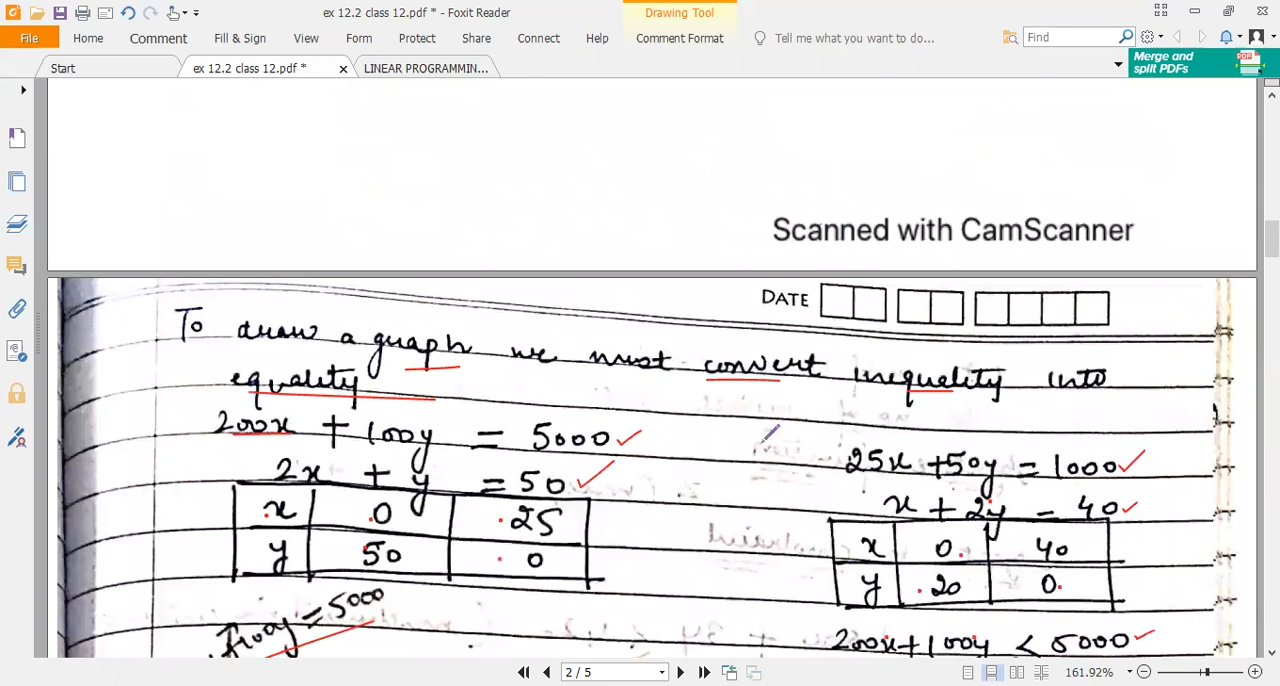 ex 12.2 class 12.pdf * - Foxit Reader
Drawing Tool
File Home Comment Fill & Sign View Form Protect Share Connect Help Comment Format Tell me what you want to do... Find
Start ex 12.2 class 12.pdf * LINEAR PROGRAMMIN...
Merge and
split PDFs
Scanned with CamScanner
DATE
To draw a graph we must convert inequality into
equality
200x + 100y = 5000
2x + y = 50
x 0 25
y 50 0
25x + 50y = 1000
x + 2y = 40
x 0 40
y 20 0
100y = 5000
200x + 100y < 5000
2 / 5
161.92%